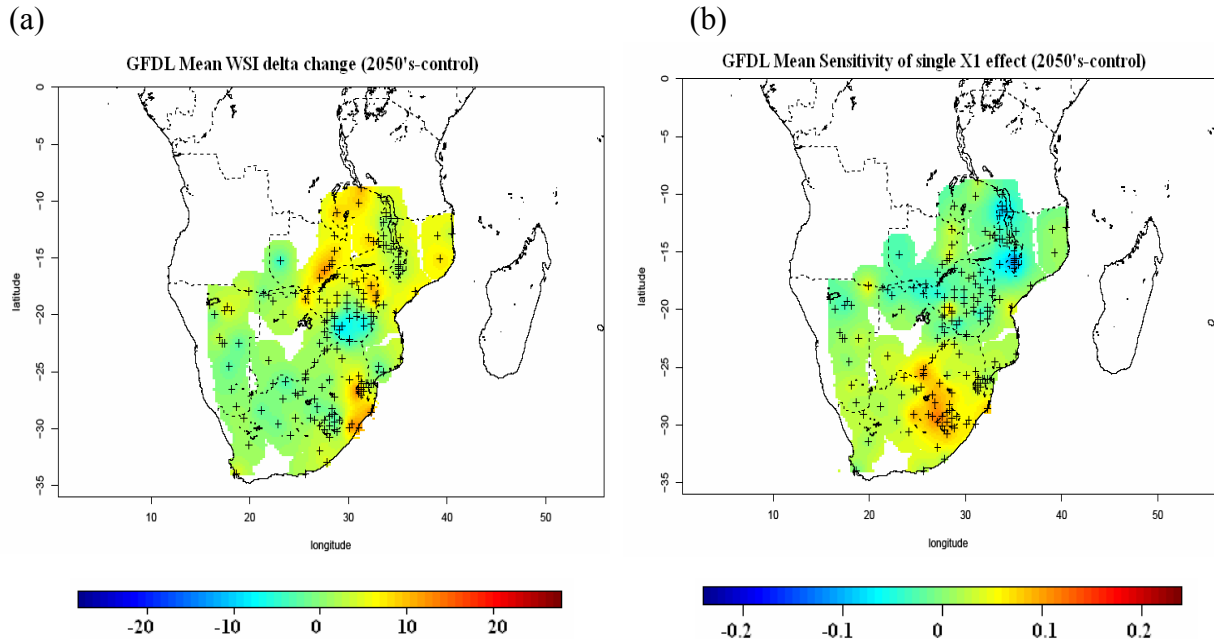 (a)
GFDL Mean WSI delta change (2050's-control)
0
-5
-10
-15
-20
-25
-30
-35
latitude
10 20 30 40 50
longitude
-20 -10 0 10 20
(b)
GFDL Mean Sensitivity of single X1 effect (2050's-control)
0
-5
-10
-15
-20
-25
-30
-35
latitude
10 20 30 40 50
longitude
-0.2 -0.1 0 0.1 0.2